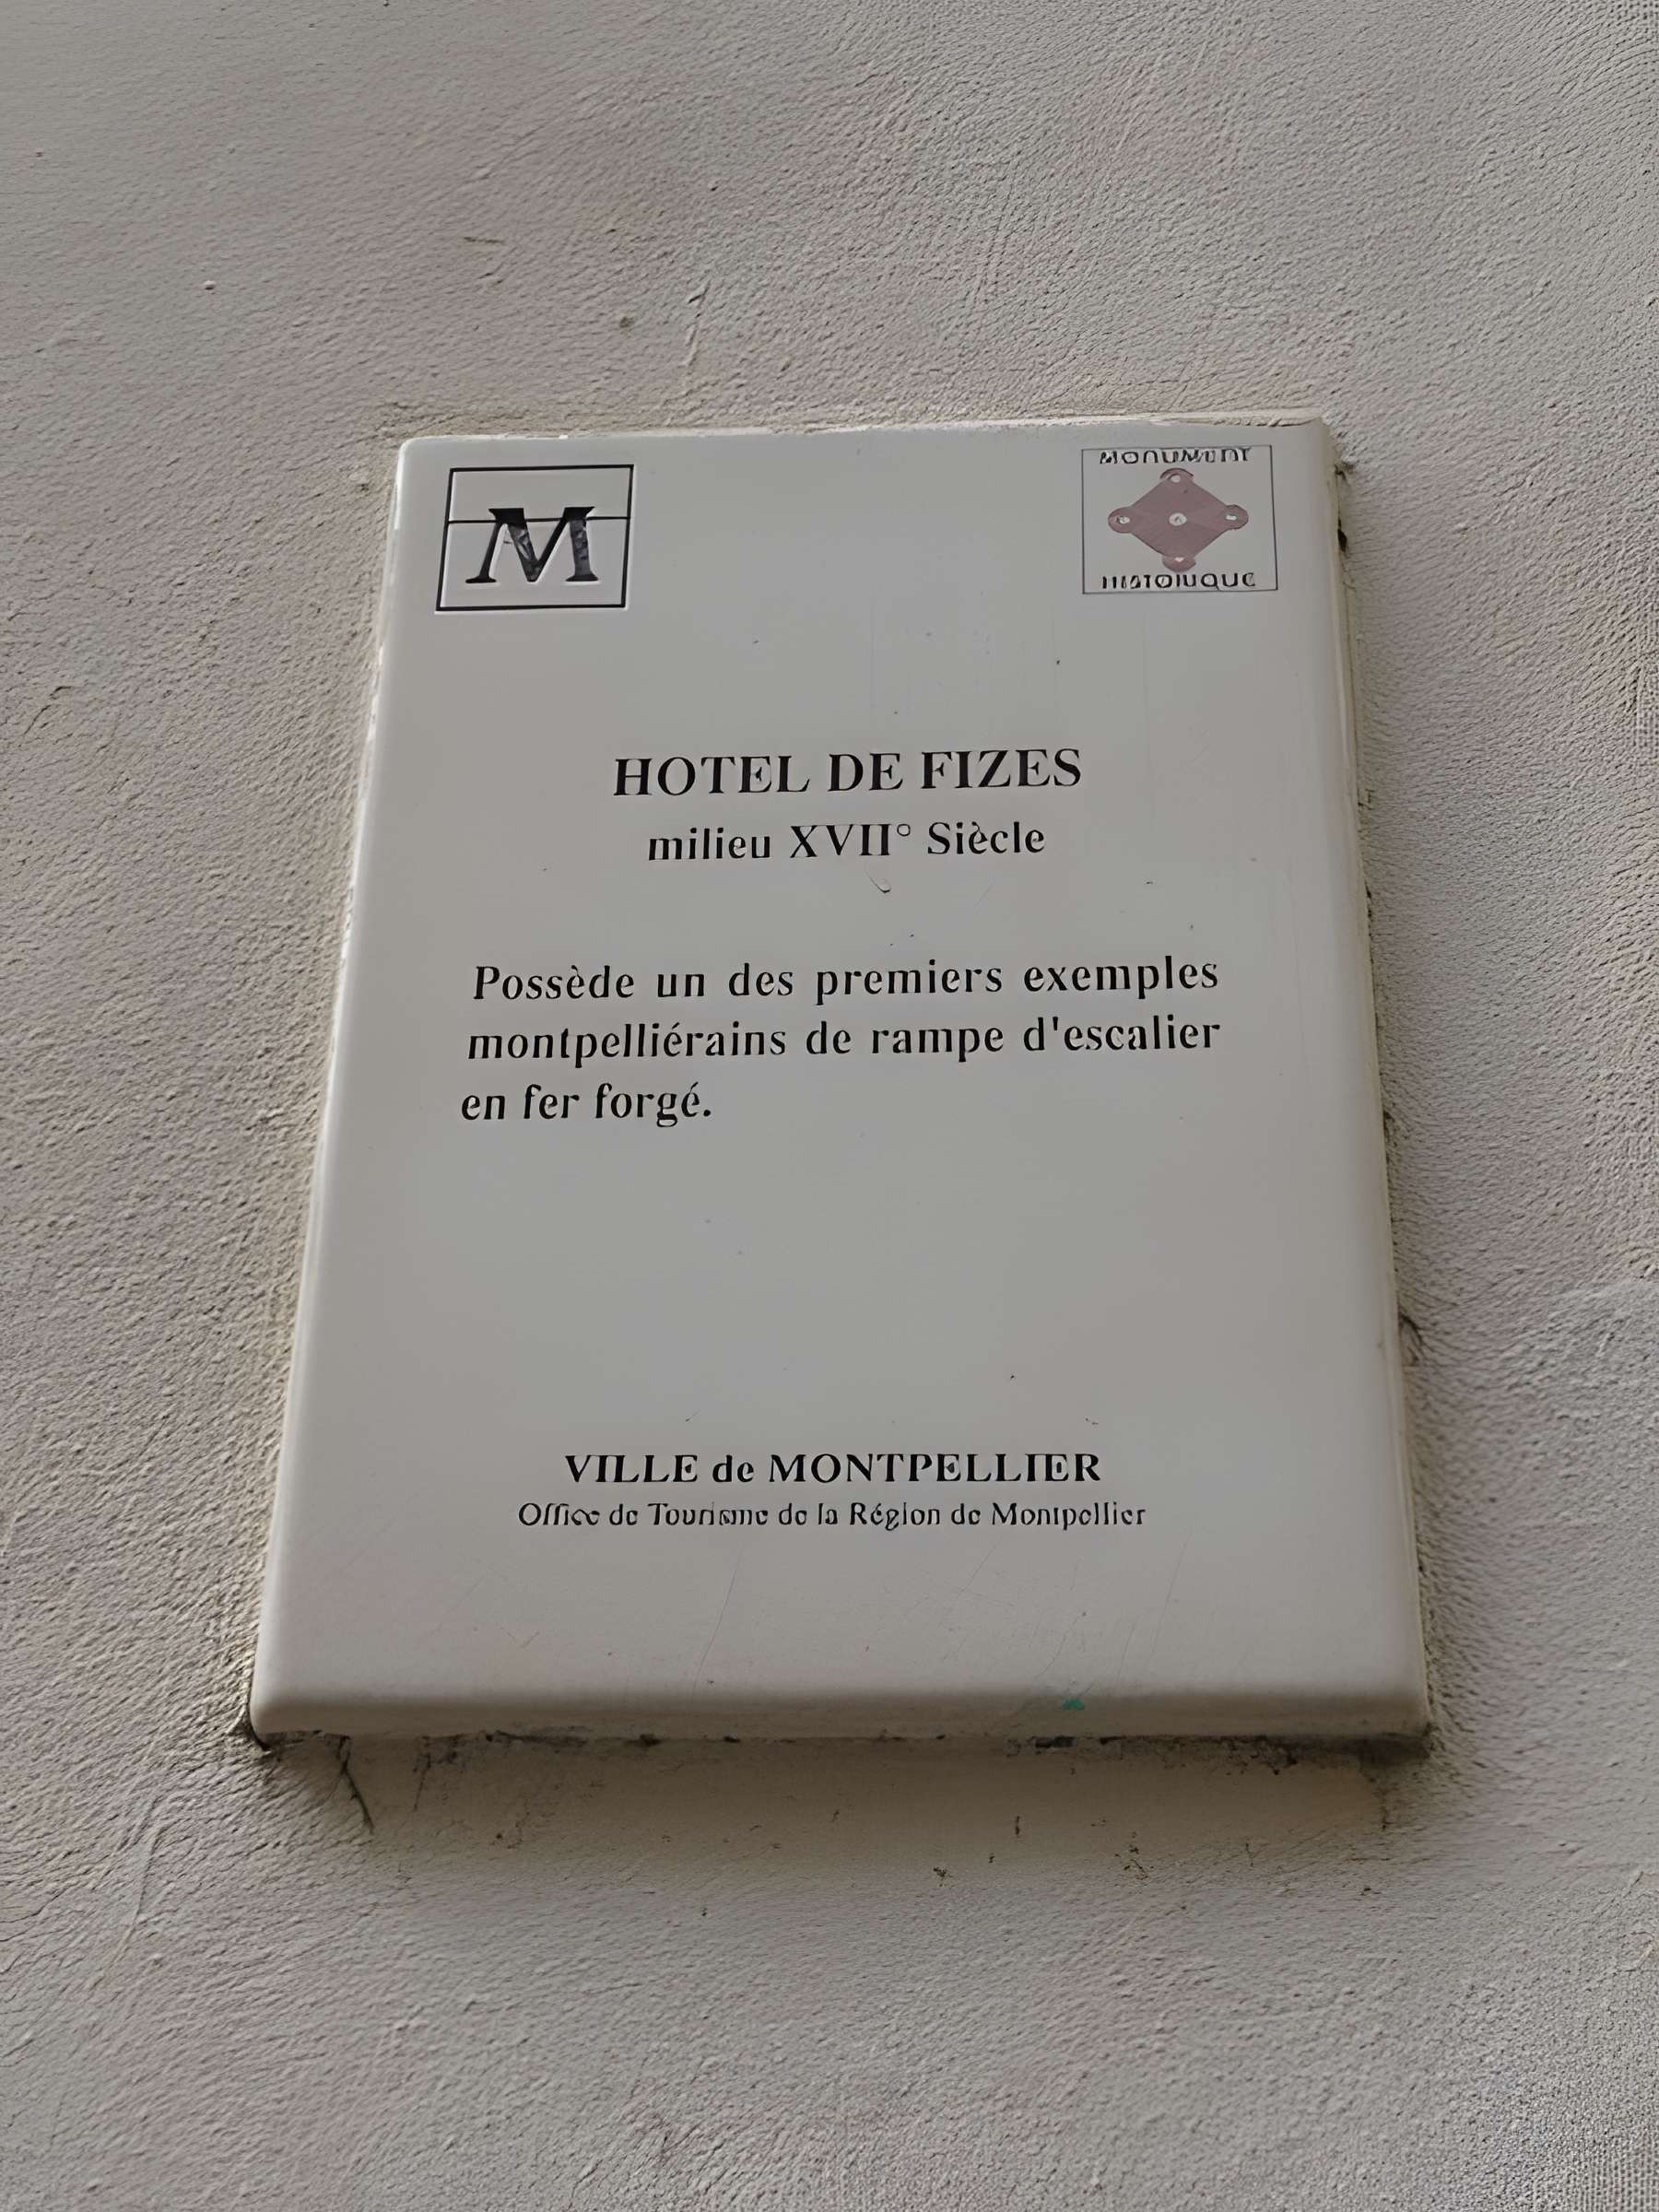 M
MONUMENT
HISTORIQUE
HOTEL DE FIZES
milieu XVII° Siècle
Possède un des premiers exemples
montpelliérains de rampe d'escalier
en fer forgé.
VILLE de MONTPELLIER
Office de Tourisme de la Région de Montpellier